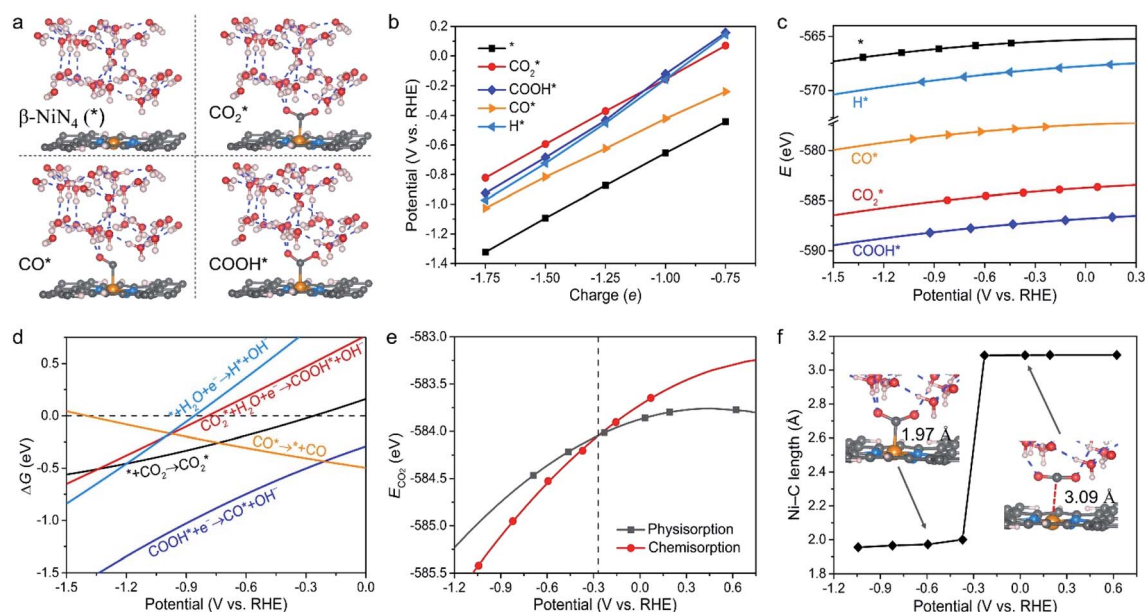 a
β-NiN₄ (*)
CO₂*
CO*
COOH*
b
*
CO₂*
COOH*
CO*
H*
Potential (V vs. RHE)
0.2
0.0
-0.2
-0.4
-0.6
-0.8
-1.0
-1.2
-1.4
-1.75 -1.50 -1.25 -1.00 -0.75
Charge (e)
c
*
H*
CO*
CO₂*
COOH*
E (eV)
-565
-570
-580
-585
-590
-1.5 -1.2 -0.9 -0.6 -0.3 0.0 0.3
Potential (V vs. RHE)
d
*+H₂O+e⁻→H*+OH⁻
CO₂*+H₂O+e⁻→COOH*+OH⁻
CO*→*+CO
*+CO₂→CO₂*
COOH*+e⁻→CO*+OH⁻
ΔG (eV)
0.5
0.0
-0.5
-1.0
-1.5
-1.5 -1.2 -0.9 -0.6 -0.3 0.0
Potential (V vs. RHE)
e
E_CO₂ (eV)
-583.0
-583.5
-584.0
-584.5
-585.0
-585.5
Physisorption
Chemisorption
-1.2 -0.9 -0.6 -0.3 0.0 0.3 0.6
Potential (V vs. RHE)
f
Ni–C length (Å)
3.4
3.2
3.0
2.8
2.6
2.4
2.2
2.0
1.8
1.97 Å
3.09 Å
-1.2 -0.9 -0.6 -0.3 0.0 0.3 0.6
Potential (V vs. RHE)